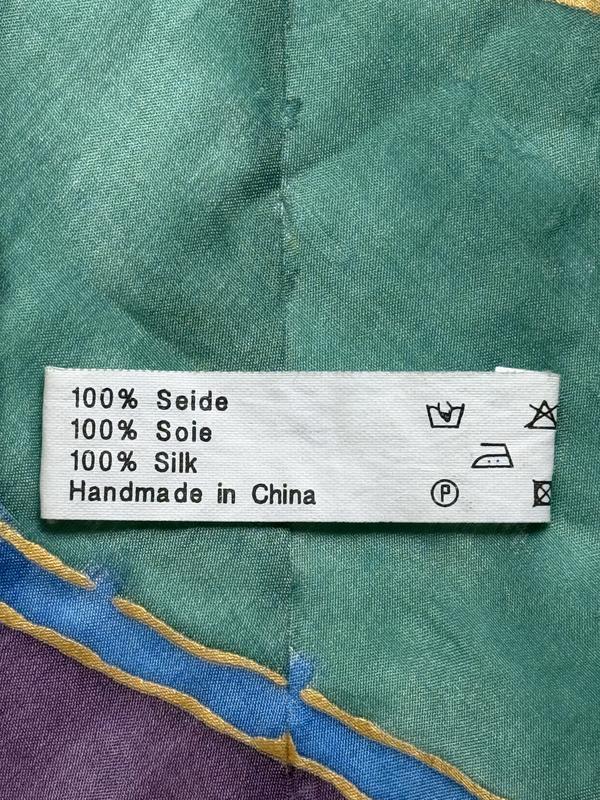 100% Seide
100% Soie
100% Silk
Handmade in China
P